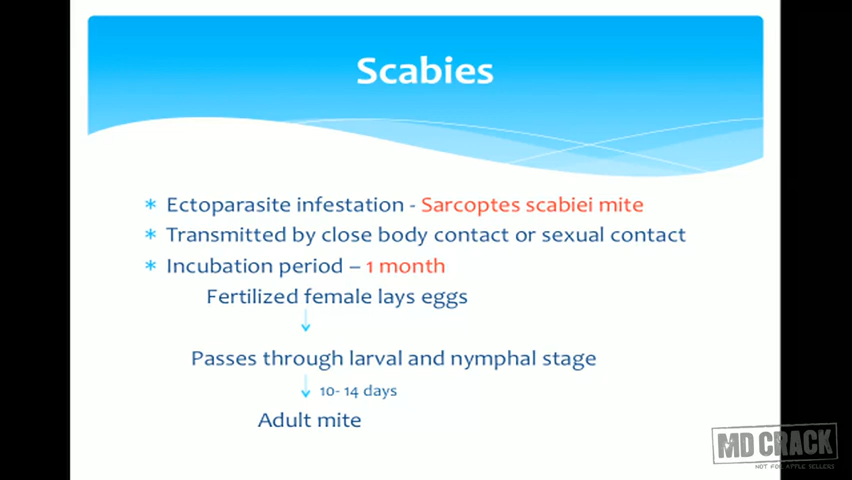 Scabies
* Ectoparasite infestation - Sarcoptes scabiei mite
* Transmitted by close body contact or sexual contact
* Incubation period – 1 month
Fertilized female lays eggs
Passes through larval and nymphal stage
10- 14 days
Adult mite
MD CRACK
NOT FOR APPLE SELLERS